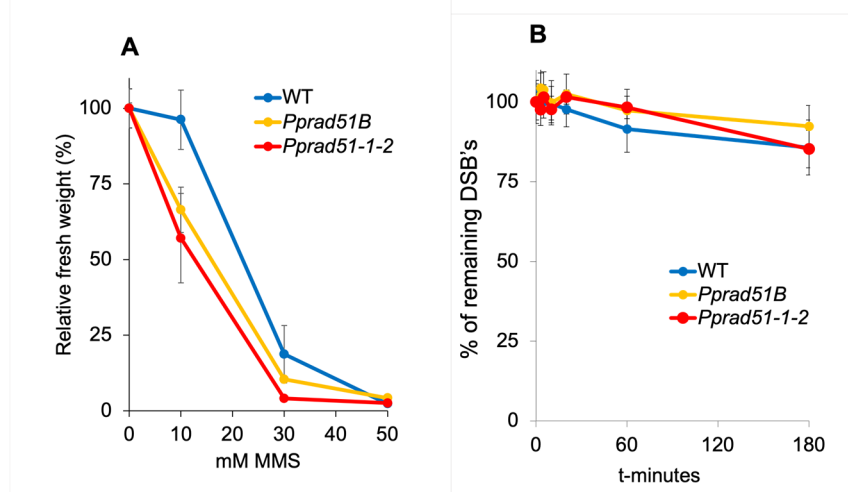 A
WT
Pprad51B
Pprad51-1-2
Relative fresh weight (%)
100
75
50
25
0
0 10 20 30 40 50
mM MMS
B
WT
Pprad51B
Pprad51-1-2
% of remaining DSB's
100
75
50
25
0
0 60 120 180
t-minutes